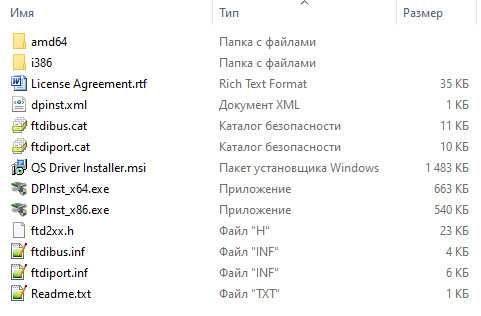 Имя Тип Размер
amd64 Папка с файлами
i386 Папка с файлами
License Agreement.rtf Rich Text Format 35 КБ
dpinst.xml Документ XML 1 КБ
ftdibus.cat Каталог безопасности 11 КБ
ftdiport.cat Каталог безопасности 10 КБ
QS Driver Installer.msi Пакет установщика Windows 1 483 КБ
DPInst_x64.exe Приложение 663 КБ
DPInst_x86.exe Приложение 540 КБ
ftd2xx.h Файл "H" 23 КБ
ftdibus.inf Файл "INF" 4 КБ
ftdiport.inf Файл "INF" 6 КБ
Readme.txt Файл "TXT" 1 КБ